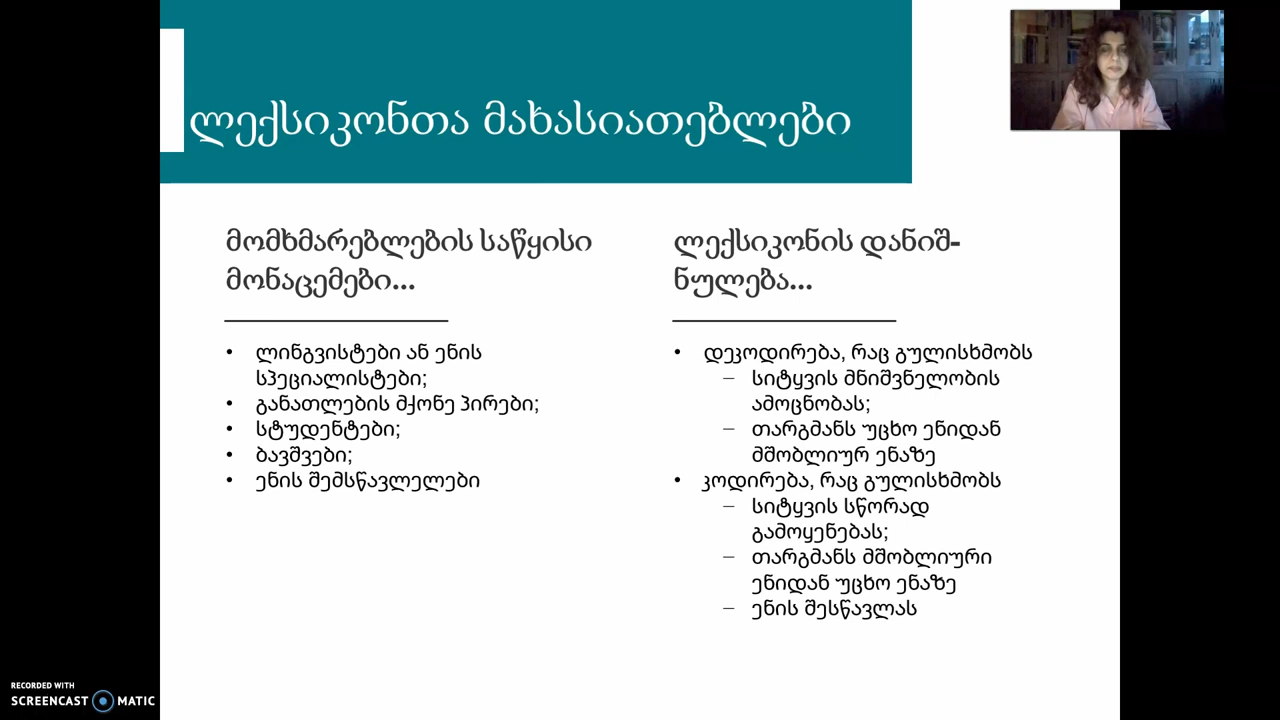 ლექსიკონთა მახასიათებლები
მომხმარებლების საწყისი
მონაცემები...
ლინგვისტები ან ენის
სპეციალისტები;
განათლების მქონე პირები;
სტუდენტები;
ბავშვები;
ენის შემსწავლელები
ლექსიკონის დანიშ-
ნულება...
დეკოდირება, რაც გულისხმობს
სიტყვის მნიშვნელობის
ამოცნობას;
თარგმანს უცხო ენიდან
მშობლიურ ენაზე
კოდირება, რაც გულისხმობს
სიტყვის სწორად
გამოყენებას;
თარგმანს მშობლიური
ენიდან უცხო ენაზე
ენის შესწავლას
RECORDED WITH
SCREENCAST MATIC